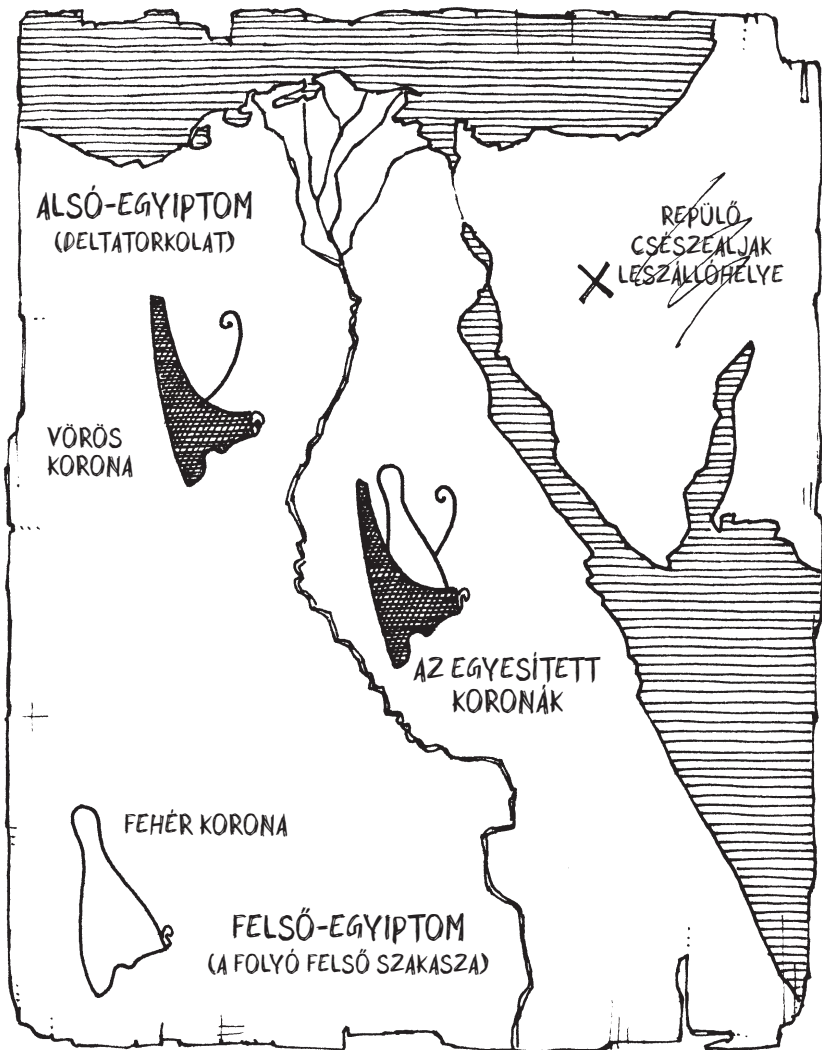 ALSÓ-EGYIPTOM
(DELTATORKOLAT)
REPÜLŐ
CSÉSZEALJAK
LESZÁLLÓHELYE
VÖRÖS
KORONA
AZ EGYESÍTETT
KORONÁK
FEHÉR KORONA
FELSŐ-EGYIPTOM
(A FOLYÓ FELSŐ SZAKASZA)